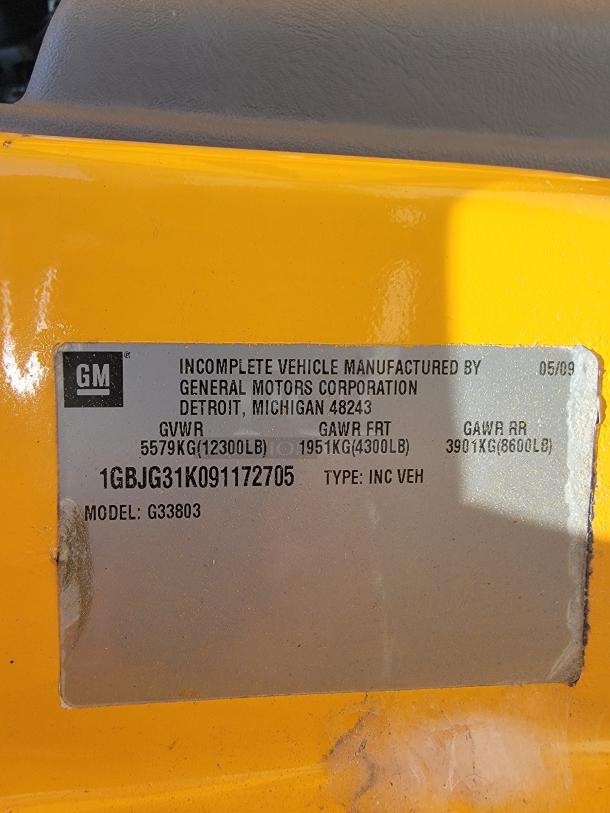 GM® INCOMPLETE VEHICLE MANUFACTURED BY 05/09
GENERAL MOTORS CORPORATION
DETROIT, MICHIGAN 48243
GVWR GAWR FRT GAWR RR
5579KG(12300LB) 1951KG(4300LB) 3901KG(8600LB)
1GBJG31K091172705 TYPE: INC VEH
MODEL: G33803